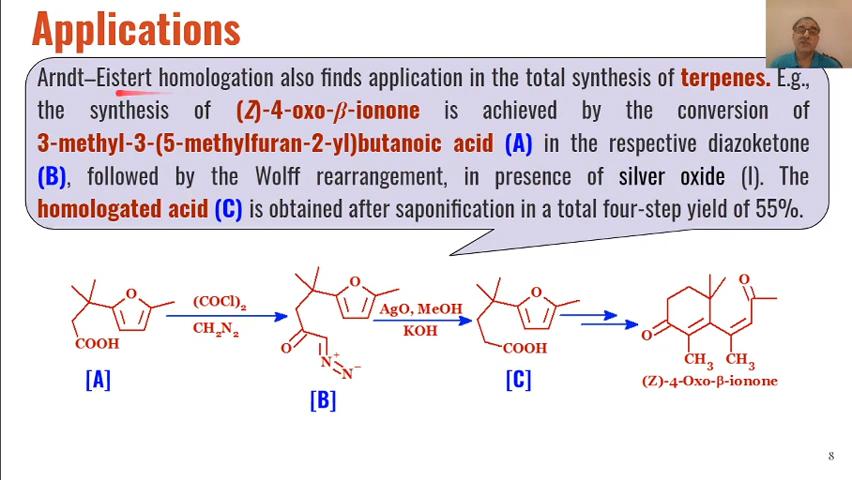 Applications
Arndt–Eistert homologation also finds application in the total synthesis of terpenes. E.g.,
the synthesis of (Z)-4-oxo-β-ionone is achieved by the conversion of
3-methyl-3-(5-methylfuran-2-yl)butanoic acid (A) in the respective diazoketone
(B), followed by the Wolff rearrangement, in presence of silver oxide (I). The
homologated acid (C) is obtained after saponification in a total four-step yield of 55%.
O
COOH
[A]
(COCl)2
CH2N2
O
O
N+
N−
[B]
AgO, MeOH
KOH
O
COOH
[C]
O
O
CH3
CH3
(Z)-4-Oxo-β-ionone
8